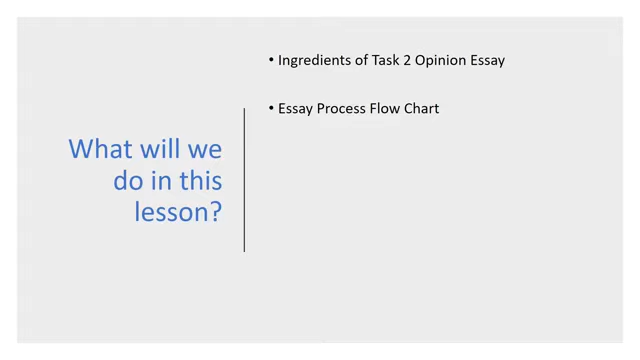 What will we
do in this
lesson?
• Ingredients of Task 2 Opinion Essay
• Essay Process Flow Chart